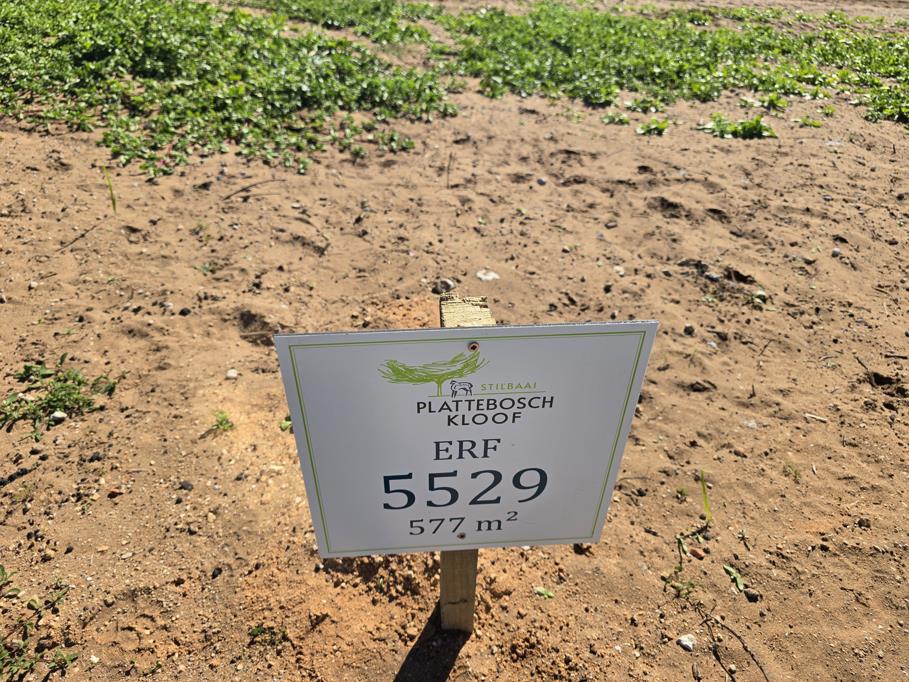 STILBAAI
PLATTEBOSCH
KLOOF
ERF
5529
577 m²